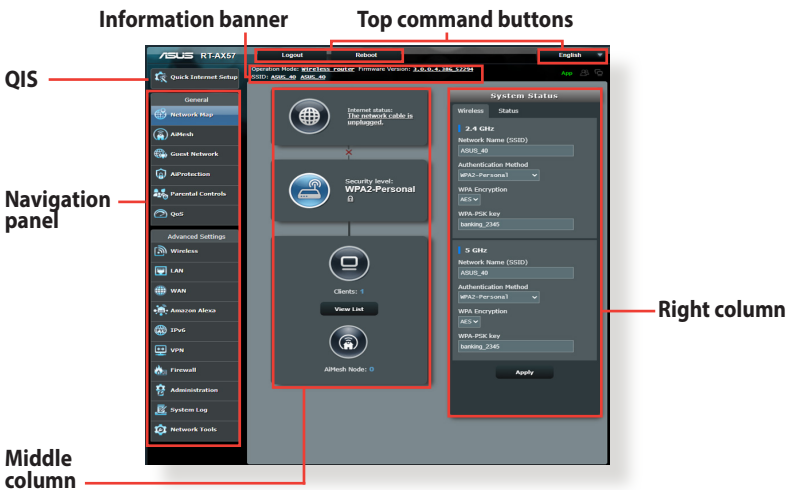 Information banner
Top command buttons
ASUS RT-AX57
Logout
Reboot
English
QIS
Quick Internet Setup
Operation Mode: Wireless router Firmware Version: 3.0.0.4.386_52294
SSID: ASUS_40 ASUS_40
App
General
Network Map
AiMesh
Guest Network
AiProtection
Parental Controls
QoS
Navigation
panel
Advanced Settings
Wireless
LAN
WAN
Amazon Alexa
IPv6
VPN
Firewall
Administration
System Log
Network Tools
Internet status:
The network cable is
unplugged.
Security level:
WPA2-Personal
Clients: 1
View List
AiMesh Node: 0
System Status
Wireless
Status
2.4 GHz
Network Name (SSID)
ASUS_40
Authentication Method
WPA2-Personal
WPA Encryption
AES
WPA-PSK key
banking_2345
5 GHz
Network Name (SSID)
ASUS_40
Authentication Method
WPA2-Personal
WPA Encryption
AES
WPA-PSK key
banking_2345
Apply
Right column
Middle
column